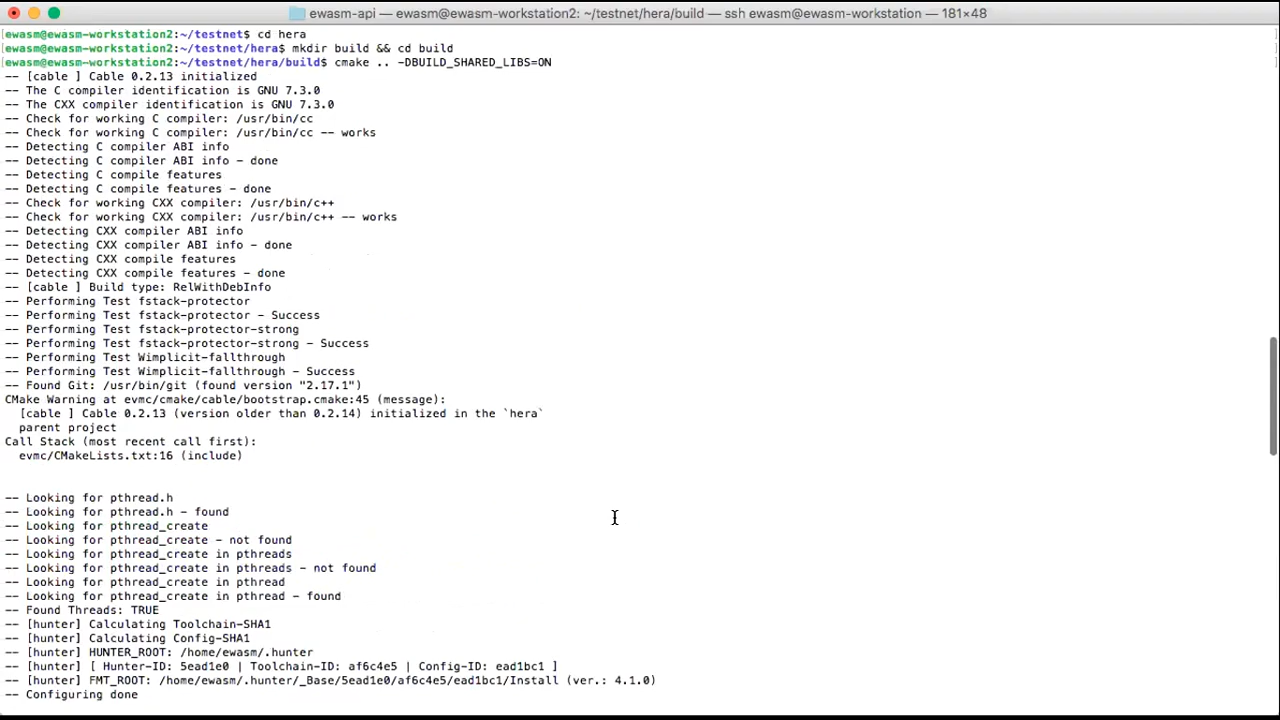 ewasm-api — ewasm@ewasm-workstation2: ~/testnet/hera/build — ssh ewasm@ewasm-workstation — 181×48
[ewasm@ewasm-workstation2:~/testnet$ cd hera
[ewasm@ewasm-workstation2:~/testnet/hera$ mkdir build && cd build
[ewasm@ewasm-workstation2:~/testnet/hera/build$ cmake .. -DBUILD_SHARED_LIBS=ON
-- [cable ] Cable 0.2.13 initialized
-- The C compiler identification is GNU 7.3.0
-- The CXX compiler identification is GNU 7.3.0
-- Check for working C compiler: /usr/bin/cc
-- Check for working C compiler: /usr/bin/cc -- works
-- Detecting C compiler ABI info
-- Detecting C compiler ABI info - done
-- Detecting C compile features
-- Detecting C compile features - done
-- Check for working CXX compiler: /usr/bin/c++
-- Check for working CXX compiler: /usr/bin/c++ -- works
-- Detecting CXX compiler ABI info
-- Detecting CXX compiler ABI info - done
-- Detecting CXX compile features
-- Detecting CXX compile features - done
-- [cable ] Build type: RelWithDebInfo
-- Performing Test fstack-protector
-- Performing Test fstack-protector - Success
-- Performing Test fstack-protector-strong
-- Performing Test fstack-protector-strong - Success
-- Performing Test Wimplicit-fallthrough
-- Performing Test Wimplicit-fallthrough - Success
-- Found Git: /usr/bin/git (found version "2.17.1")
CMake Warning at evmc/cmake/cable/bootstrap.cmake:45 (message):
  [cable ] Cable 0.2.13 (version older than 0.2.14) initialized in the `hera`
  parent project
Call Stack (most recent call first):
  evmc/CMakeLists.txt:16 (include)
-- Looking for pthread.h
-- Looking for pthread.h - found
-- Looking for pthread_create
-- Looking for pthread_create - not found
-- Looking for pthread_create in pthreads
-- Looking for pthread_create in pthreads - not found
-- Looking for pthread_create in pthread
-- Looking for pthread_create in pthread - found
-- Found Threads: TRUE
-- [hunter] Calculating Toolchain-SHA1
-- [hunter] Calculating Config-SHA1
-- [hunter] HUNTER_ROOT: /home/ewasm/.hunter
-- [hunter] [ Hunter-ID: 5ead1e0 | Toolchain-ID: af6c4e5 | Config-ID: ead1bc1 ]
-- [hunter] FMT_ROOT: /home/ewasm/.hunter/_Base/5ead1e0/af6c4e5/ead1bc1/Install (ver.: 4.1.0)
-- Configuring done